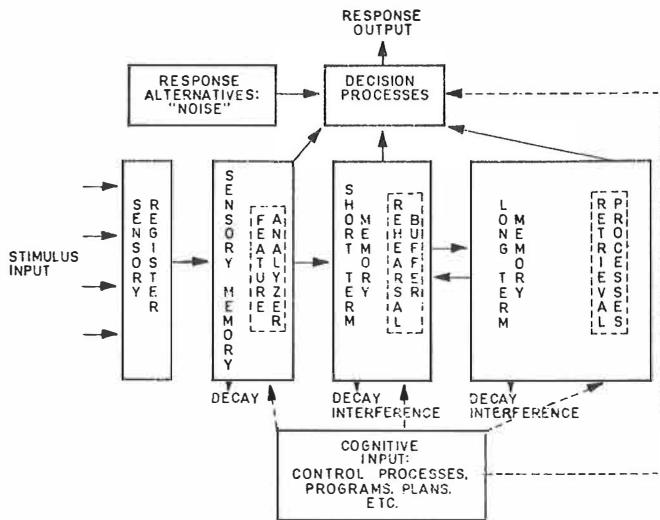 RESPONSE
OUTPUT
RESPONSE
ALTERNATIVES:
"NOISE"
DECISION
PROCESSES
STIMULUS
INPUT
SENSORY
REGISTER
SENSORY MEMORY
FEATURE
ANALYZER
SHORT TERM
MEMORY
REHEARSAL
BUFFER
LONG TERM
MEMORY
RETRIEVAL
PROCESSES
DECAY
DECAY
INTERFERENCE
DECAY
INTERFERENCE
COGNITIVE
INPUT:
CONTROL PROCESSES,
PROGRAMS, PLANS,
ETC.